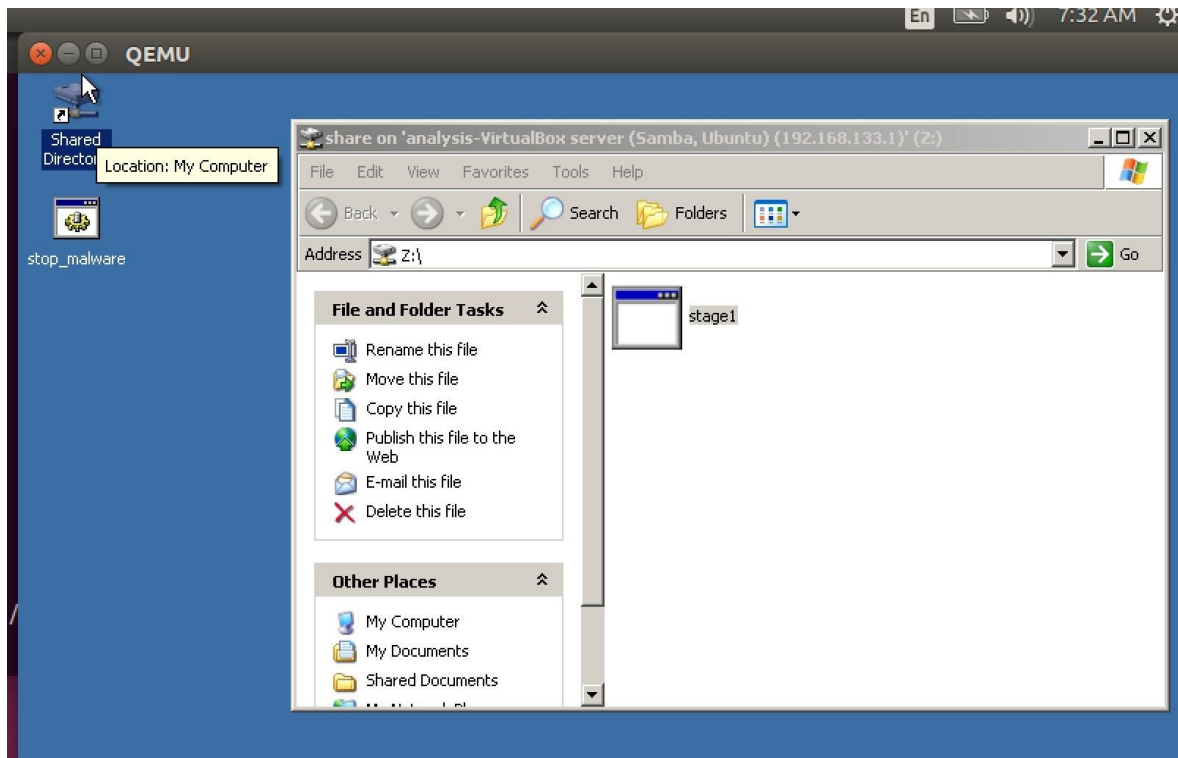 En
7:32 AM
QEMU
Shared
Director
Location: My Computer
stop_malware
share on 'analysis-VirtualBox server (Samba, Ubuntu) (192.168.133.1)' (Z:)
File Edit View Favorites Tools Help
Back Search Folders
Address Z:\ Go
File and Folder Tasks
Rename this file
Move this file
Copy this file
Publish this file to the
Web
E-mail this file
Delete this file
Other Places
My Computer
My Documents
Shared Documents
stage1